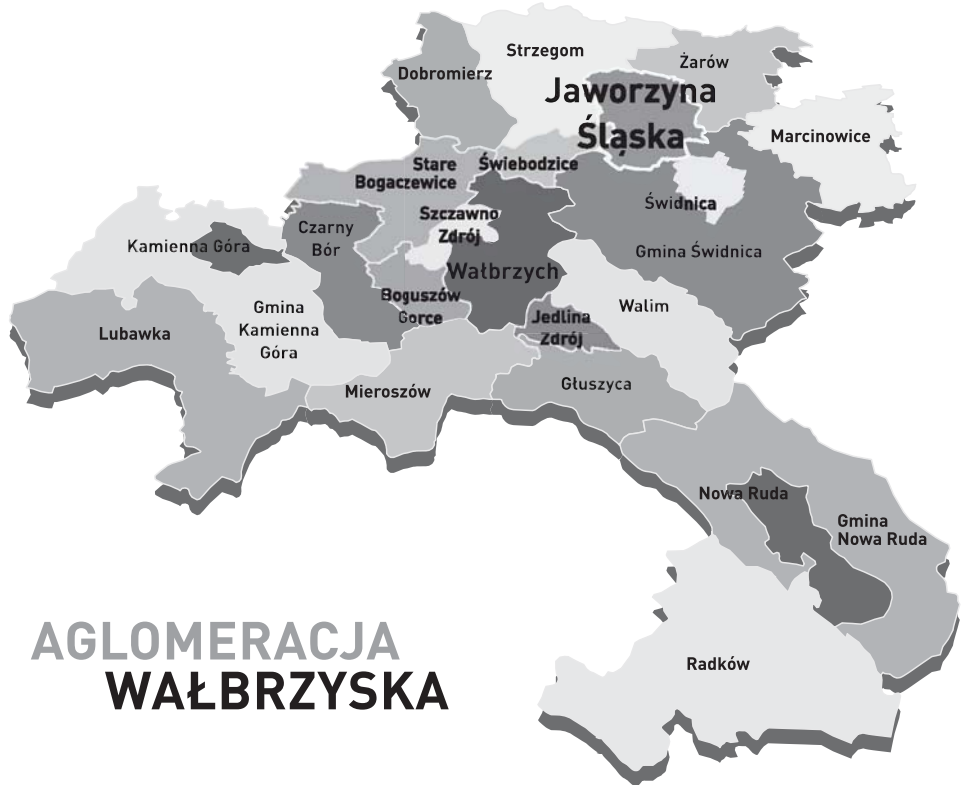 Strzegom
Żarów
Dobromierz
Jaworzyna
Śląska
Marcinowice
Stare
Bogaczewice
Świebodzice
Świdnica
Szczawno
Zdrój
Czarny
Bór
Kamienna Góra
Gmina Świdnica
Wałbrzych
Boguszów
Gorce
Walim
Gmina
Kamienna
Góra
Jedlina
Zdrój
Lubawka
Głuszyca
Mieroszów
Nowa Ruda
Gmina
Nowa Ruda
AGLOMERACJA
WAŁBRZYSKA
Radków